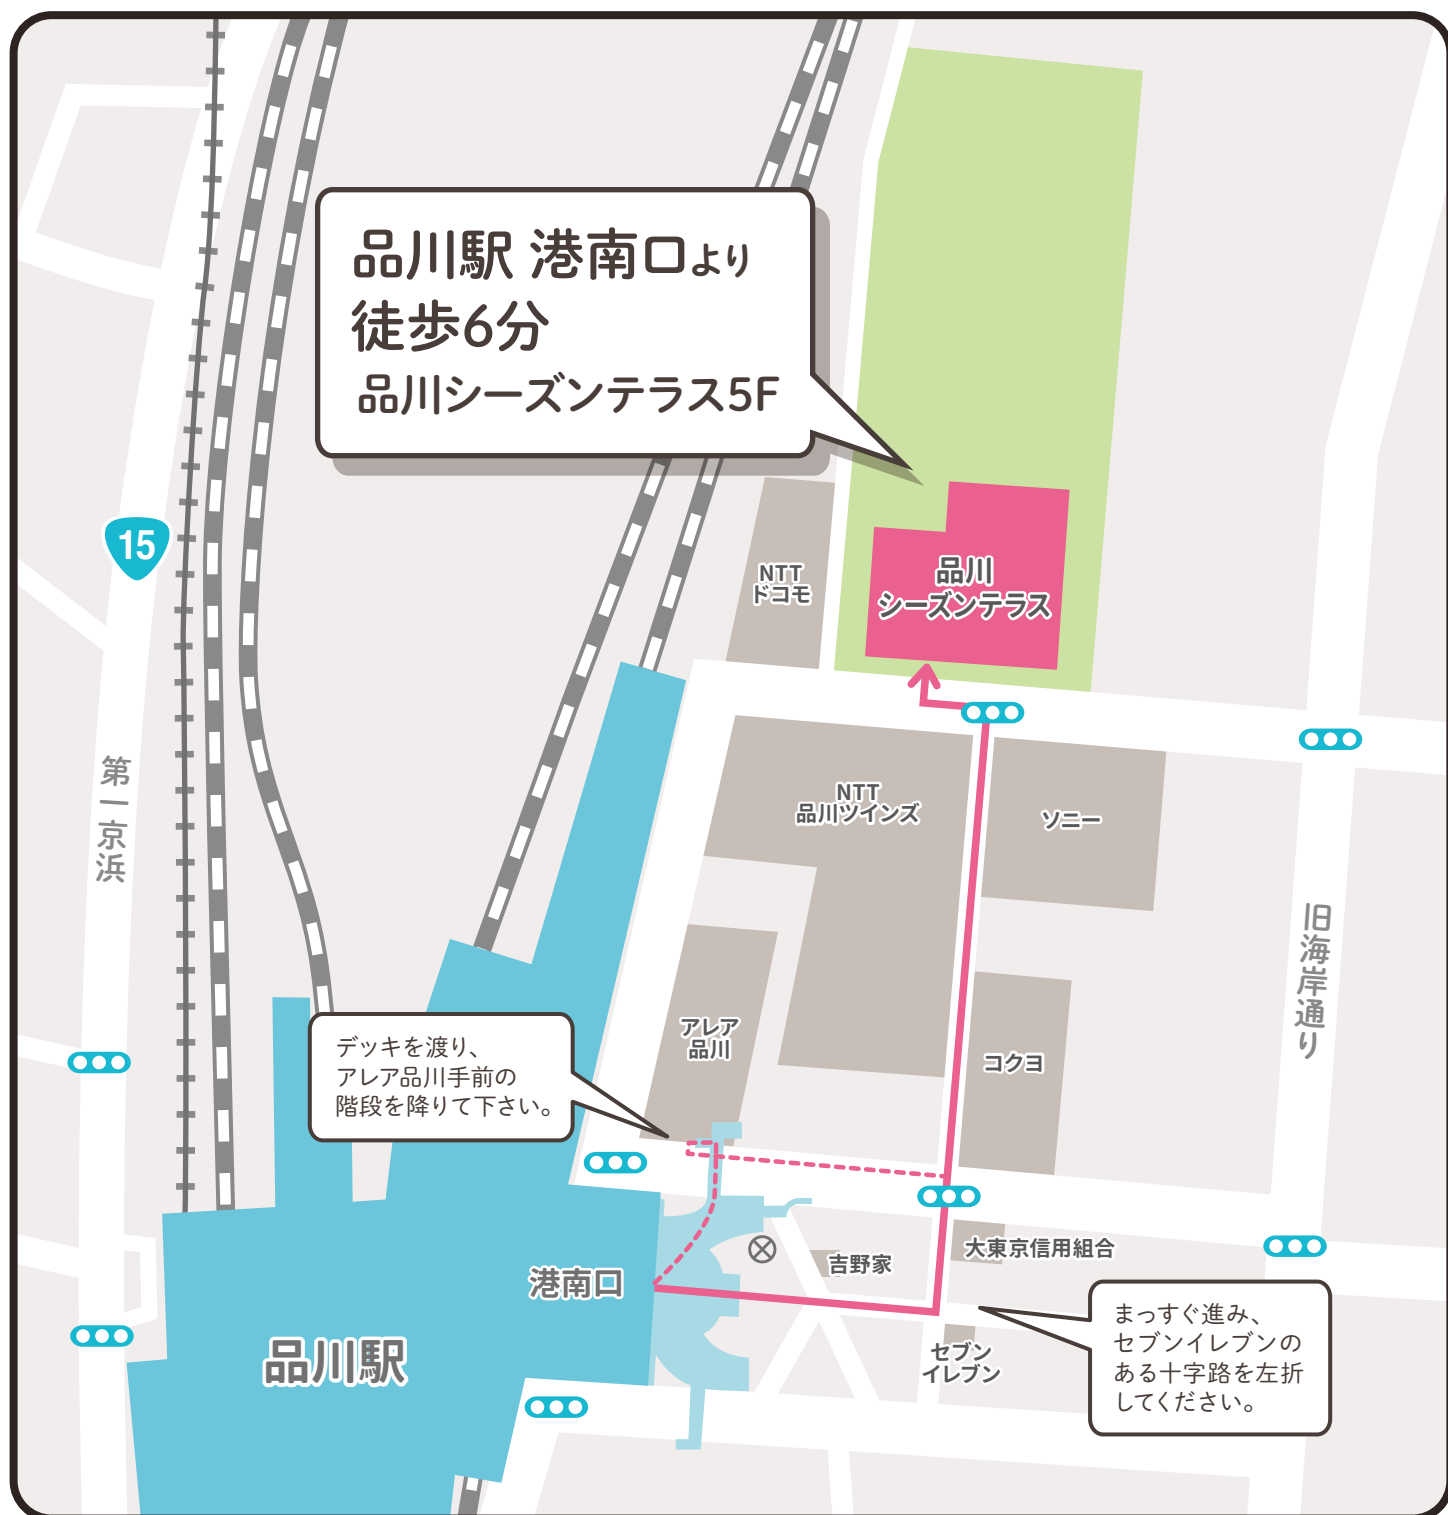 品川駅 港南口より
徒歩6分
品川シーズンテラス5F
15
NTT
ドコモ
品川
シーズンテラス
第一京浜
NTT
品川ツインズ
ソニー
旧海岸通り
アレア
品川
コクヨ
デッキを渡り、
アレア品川手前の
階段を降りて下さい。
大東京信用組合
吉野家
港南口
品川駅
セブン
イレブン
まっすぐ進み、
セブンイレブンの
ある十字路を左折
してください。